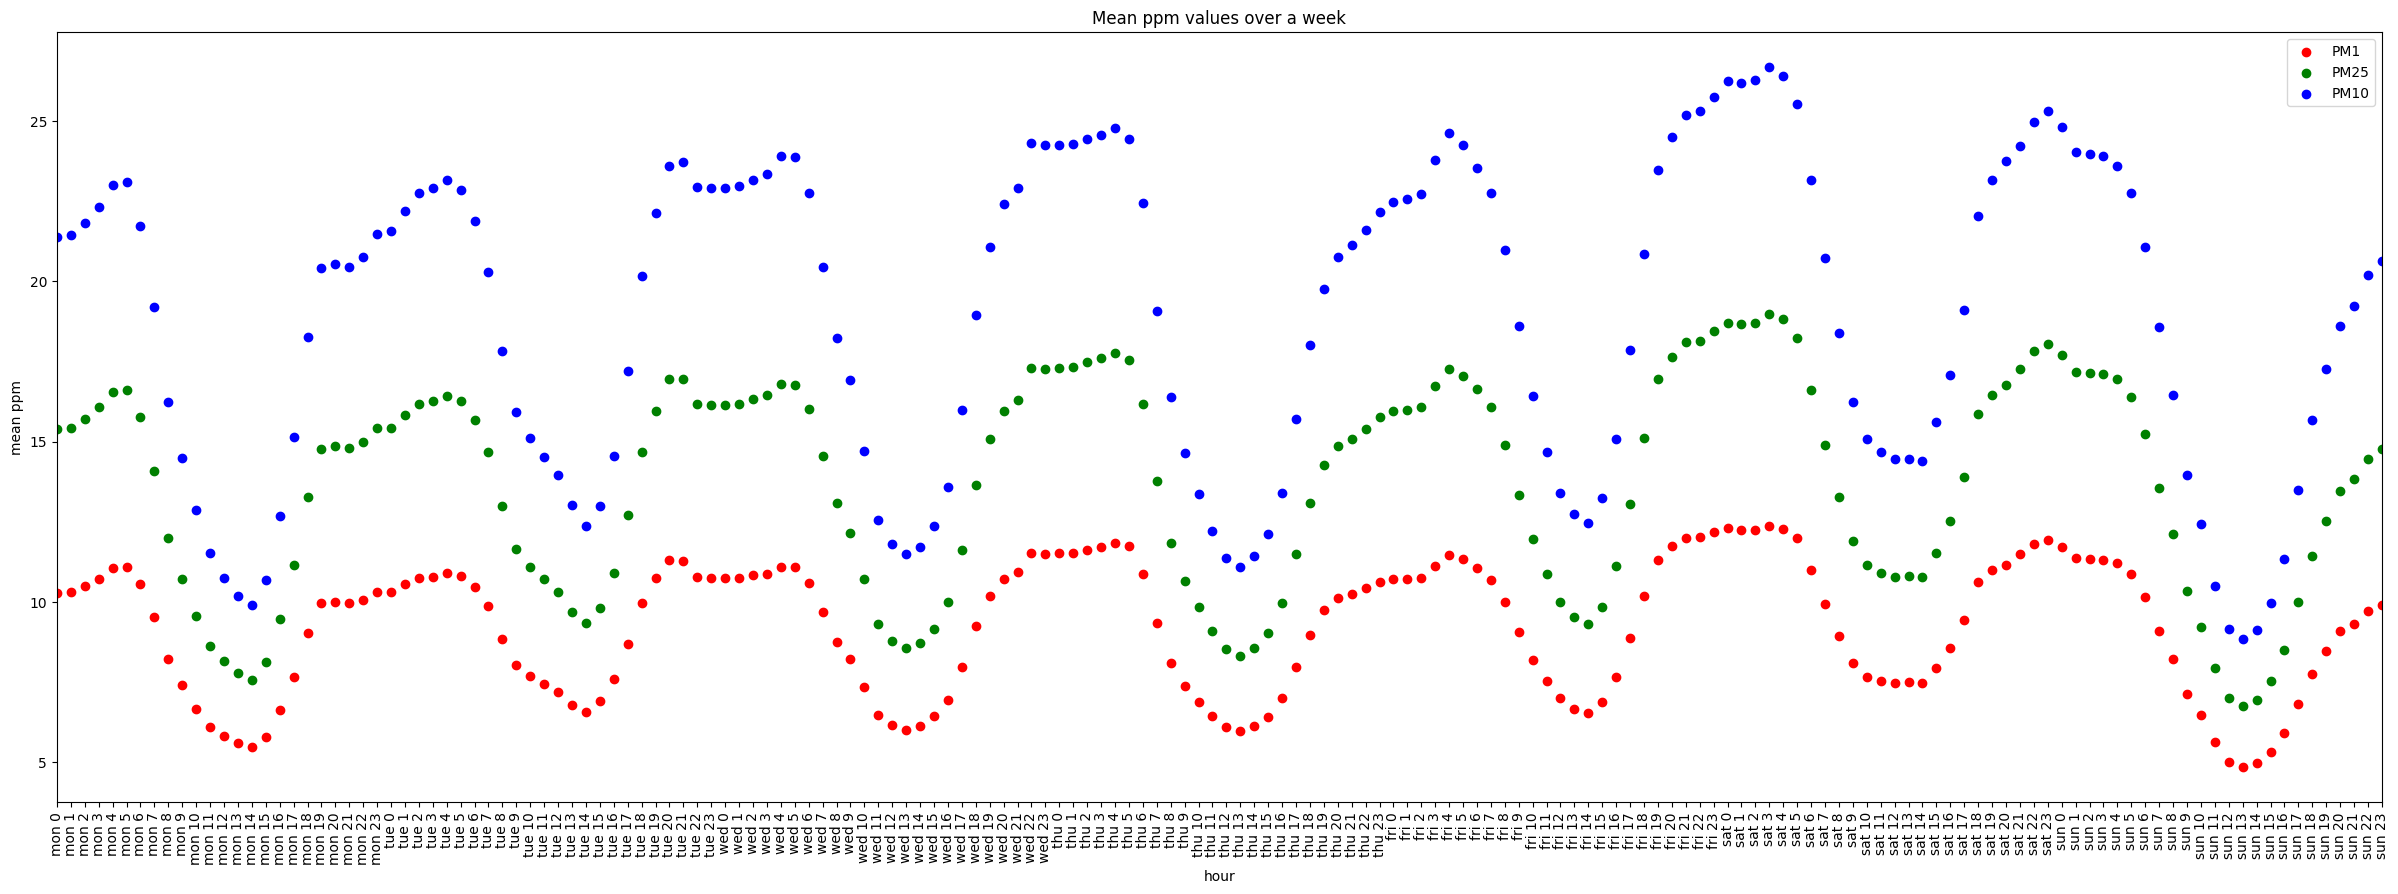 Mean ppm values over a week
PM1
PM25
PM10
mean ppm
25
20
15
10
5
mon 0
mon 1
mon 2
mon 3
mon 4
mon 5
mon 6
mon 7
mon 8
mon 9
mon 10
mon 11
mon 12
mon 13
mon 14
mon 15
mon 16
mon 17
mon 18
mon 19
mon 20
mon 21
mon 22
mon 23
tue 0
tue 1
tue 2
tue 3
tue 4
tue 5
tue 6
tue 7
tue 8
tue 9
tue 10
tue 11
tue 12
tue 13
tue 14
tue 15
tue 16
tue 17
tue 18
tue 19
tue 20
tue 21
tue 22
tue 23
wed 0
wed 1
wed 2
wed 3
wed 4
wed 5
wed 6
wed 7
wed 8
wed 9
wed 10
wed 11
wed 12
wed 13
wed 14
wed 15
wed 16
wed 17
wed 18
wed 19
wed 20
wed 21
wed 22
wed 23
thu 0
thu 1
thu 2
thu 3
thu 4
thu 5
thu 6
thu 7
thu 8
thu 9
thu 10
thu 11
thu 12
thu 13
thu 14
thu 15
thu 16
thu 17
thu 18
thu 19
thu 20
thu 21
thu 22
thu 23
fri 0
fri 1
fri 2
fri 3
fri 4
fri 5
fri 6
fri 7
fri 8
fri 9
fri 10
fri 11
fri 12
fri 13
fri 14
fri 15
fri 16
fri 17
fri 18
fri 19
fri 20
fri 21
fri 22
fri 23
sat 0
sat 1
sat 2
sat 3
sat 4
sat 5
sat 6
sat 7
sat 8
sat 9
sat 10
sat 11
sat 12
sat 13
sat 14
sat 15
sat 16
sat 17
sat 18
sat 19
sat 20
sat 21
sat 22
sat 23
sun 0
sun 1
sun 2
sun 3
sun 4
sun 5
sun 6
sun 7
sun 8
sun 9
sun 10
sun 11
sun 12
sun 13
sun 14
sun 15
sun 16
sun 17
sun 18
sun 19
sun 20
sun 21
sun 22
sun 23
hour